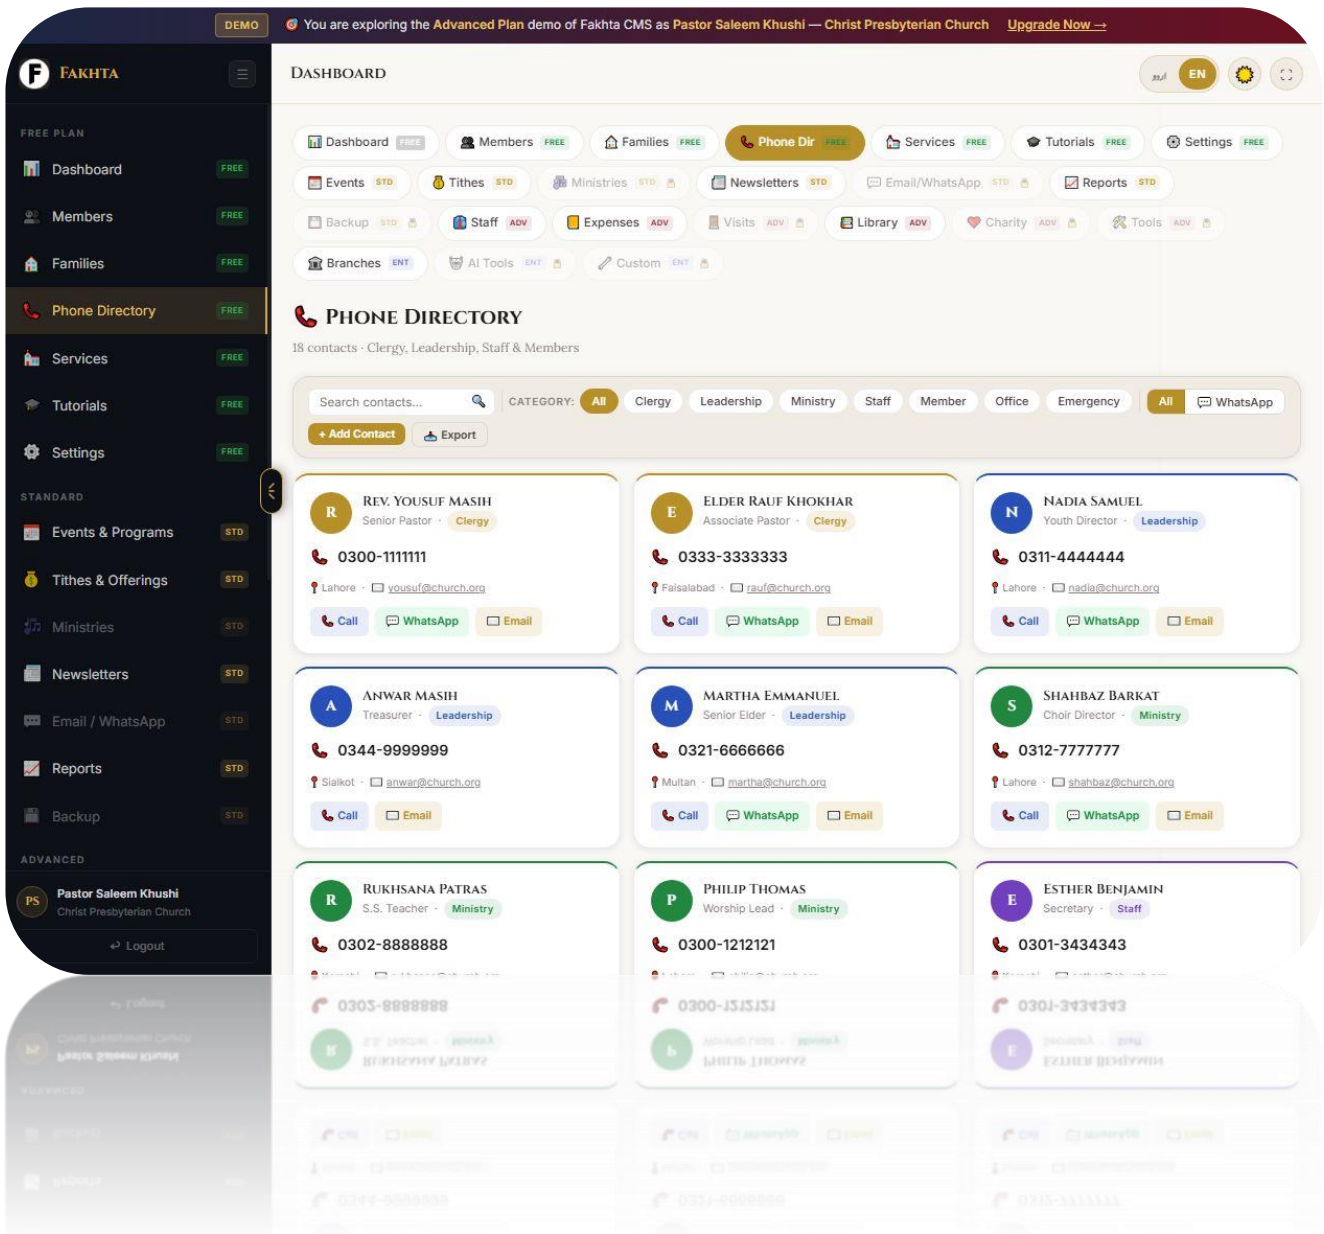 DEMO
You are exploring the Advanced Plan demo of Fakhta CMS as Pastor Saleem Khushi — Christ Presbyterian Church Upgrade Now →
F FAKHTA
FREE PLAN
Dashboard FREE
Members FREE
Families FREE
Phone Directory FREE
Services FREE
Tutorials FREE
Settings FREE
STANDARD
Events & Programs STD
Tithes & Offerings STD
Ministries STD
Newsletters STD
Email / WhatsApp STD
Reports STD
Backup STD
ADVANCED
PS Pastor Saleem Khushi
Christ Presbyterian Church
Logout
DASHBOARD
اردو EN
Dashboard FREE Members FREE Families FREE Phone Dir FREE Services FREE Tutorials FREE Settings FREE
Events STD Tithes STD Ministries STD Newsletters STD Email/WhatsApp STD Reports STD
Backup STD Staff ADV Expenses ADV Visits ADV Library ADV Charity ADV Tools ADV
Branches ENT AI Tools ENT Custom ENT
PHONE DIRECTORY
18 contacts · Clergy, Leadership, Staff & Members
Search contacts... CATEGORY: All Clergy Leadership Ministry Staff Member Office Emergency All WhatsApp
+ Add Contact Export
R REV. YOUSUF MASIH
Senior Pastor · Clergy
0300-1111111
Lahore · yousuf@church.org
Call WhatsApp Email
E ELDER RAUF KHOKHAR
Associate Pastor · Clergy
0333-3333333
Faisalabad · rauf@church.org
Call WhatsApp Email
N NADIA SAMUEL
Youth Director · Leadership
0311-4444444
Lahore · nadia@church.org
Call WhatsApp Email
A ANWAR MASIH
Treasurer · Leadership
0344-9999999
Sialkot · anwar@church.org
Call Email
M MARTHA EMMANUEL
Senior Elder · Leadership
0321-6666666
Multan · martha@church.org
Call WhatsApp Email
S SHAHBAZ BARKAT
Choir Director · Ministry
0312-7777777
Lahore · shahbaz@church.org
Call WhatsApp Email
R RUKHSANA PATRAS
S.S. Teacher · Ministry
0302-8888888
P PHILIP THOMAS
Worship Lead · Ministry
0300-1212121
E ESTHER BENJAMIN
Secretary · Staff
0301-3434343